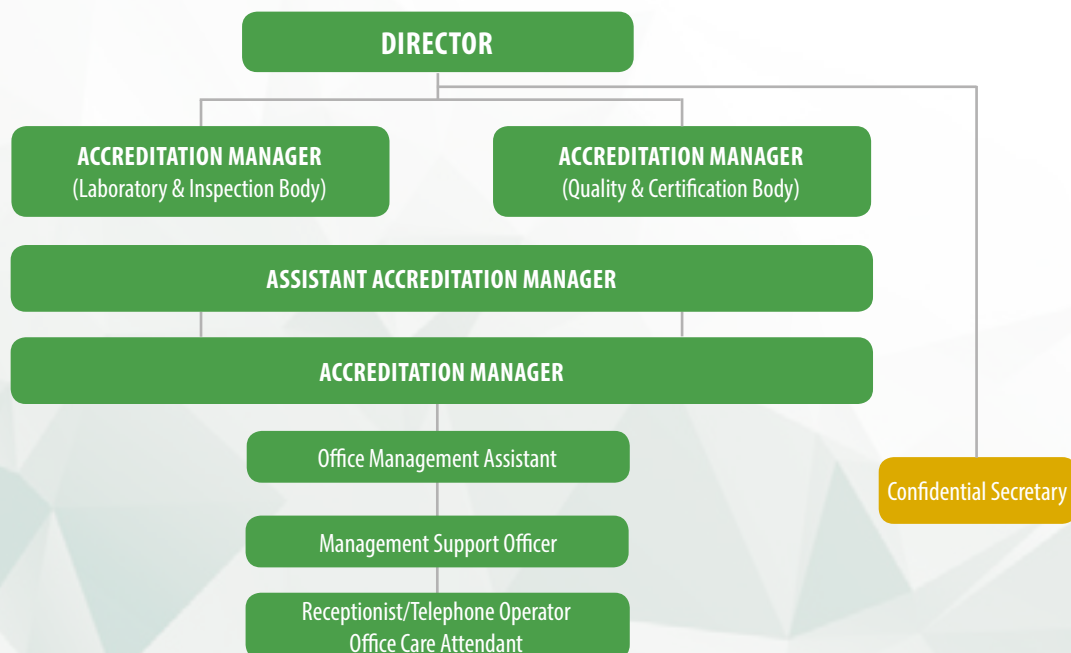 DIRECTOR
ACCREDITATION MANAGER
(Laboratory & Inspection Body)
ACCREDITATION MANAGER
(Quality & Certification Body)
ASSISTANT ACCREDITATION MANAGER
ACCREDITATION MANAGER
Office Management Assistant
Confidential Secretary
Management Support Officer
Receptionist/Telephone Operator
Office Care Attendant